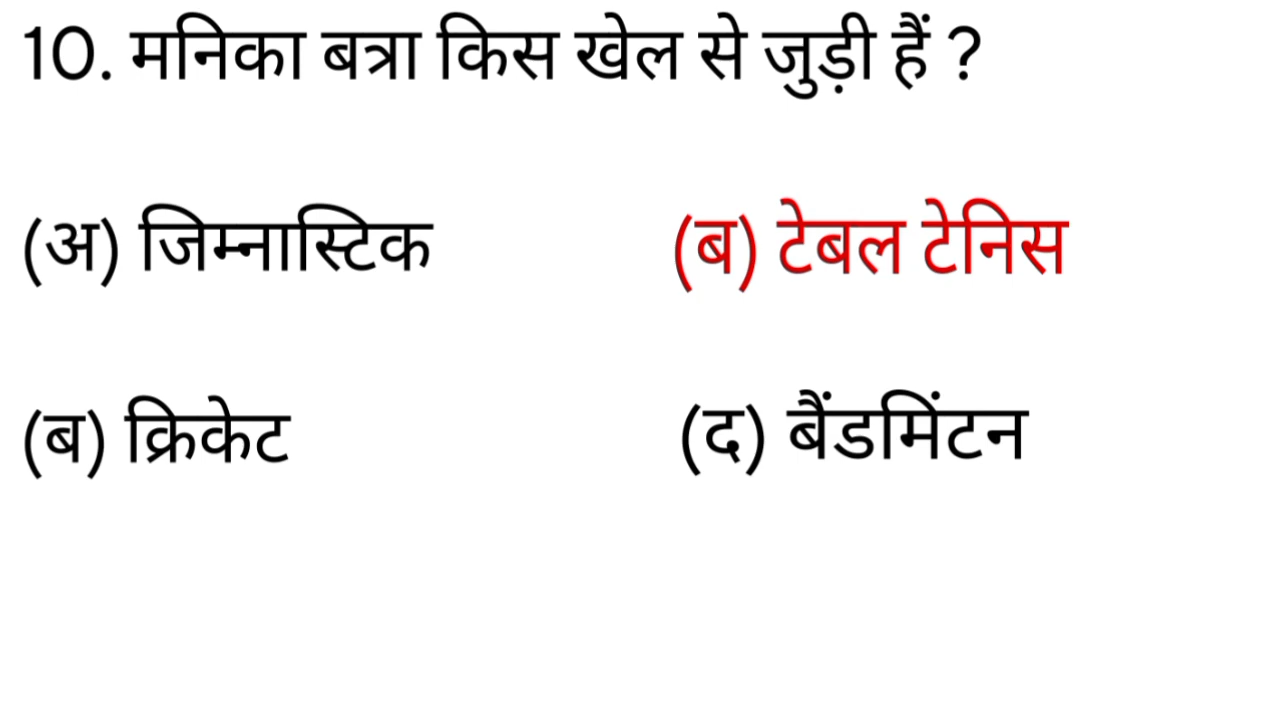 10. मनिका बत्रा किस खेल से जुड़ी हैं ?
(अ) जिम्नास्टिक (ब) टेबल टेनिस
(ब) क्रिकेट (द) बैंडमिंटन